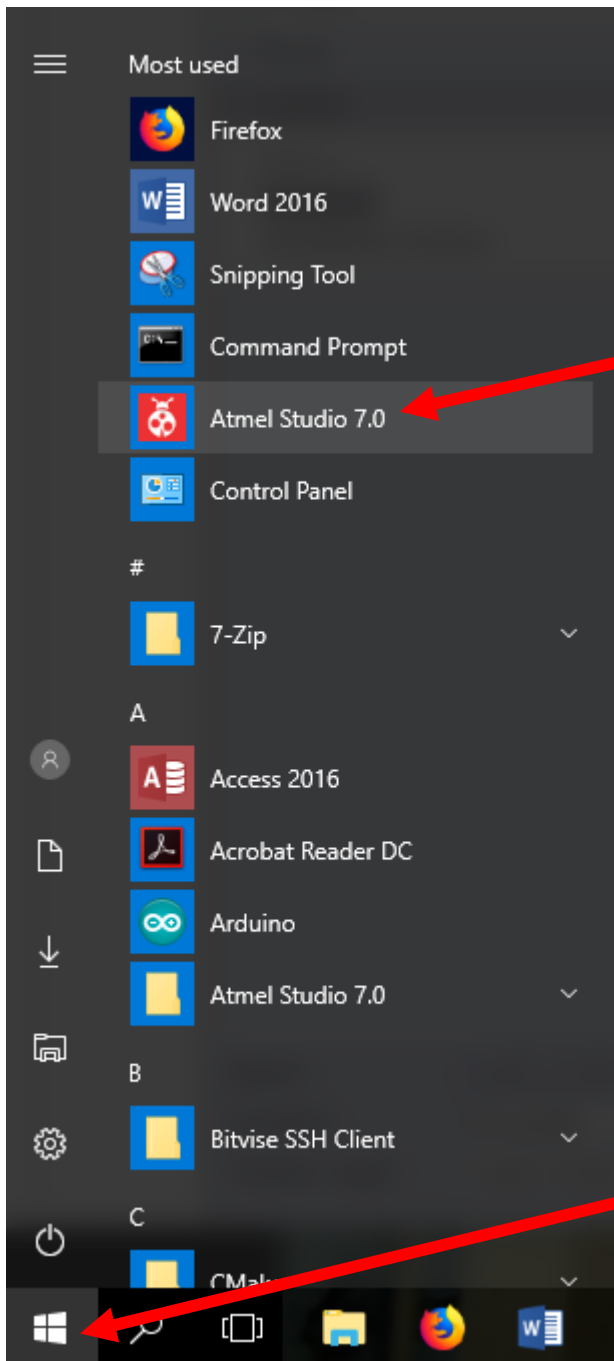 Most used
Firefox
Word 2016
Snipping Tool
Command Prompt
Atmel Studio 7.0
Control Panel
#
7-Zip
A
Access 2016
Acrobat Reader DC
Arduino
Atmel Studio 7.0
B
Bitvise SSH Client
C